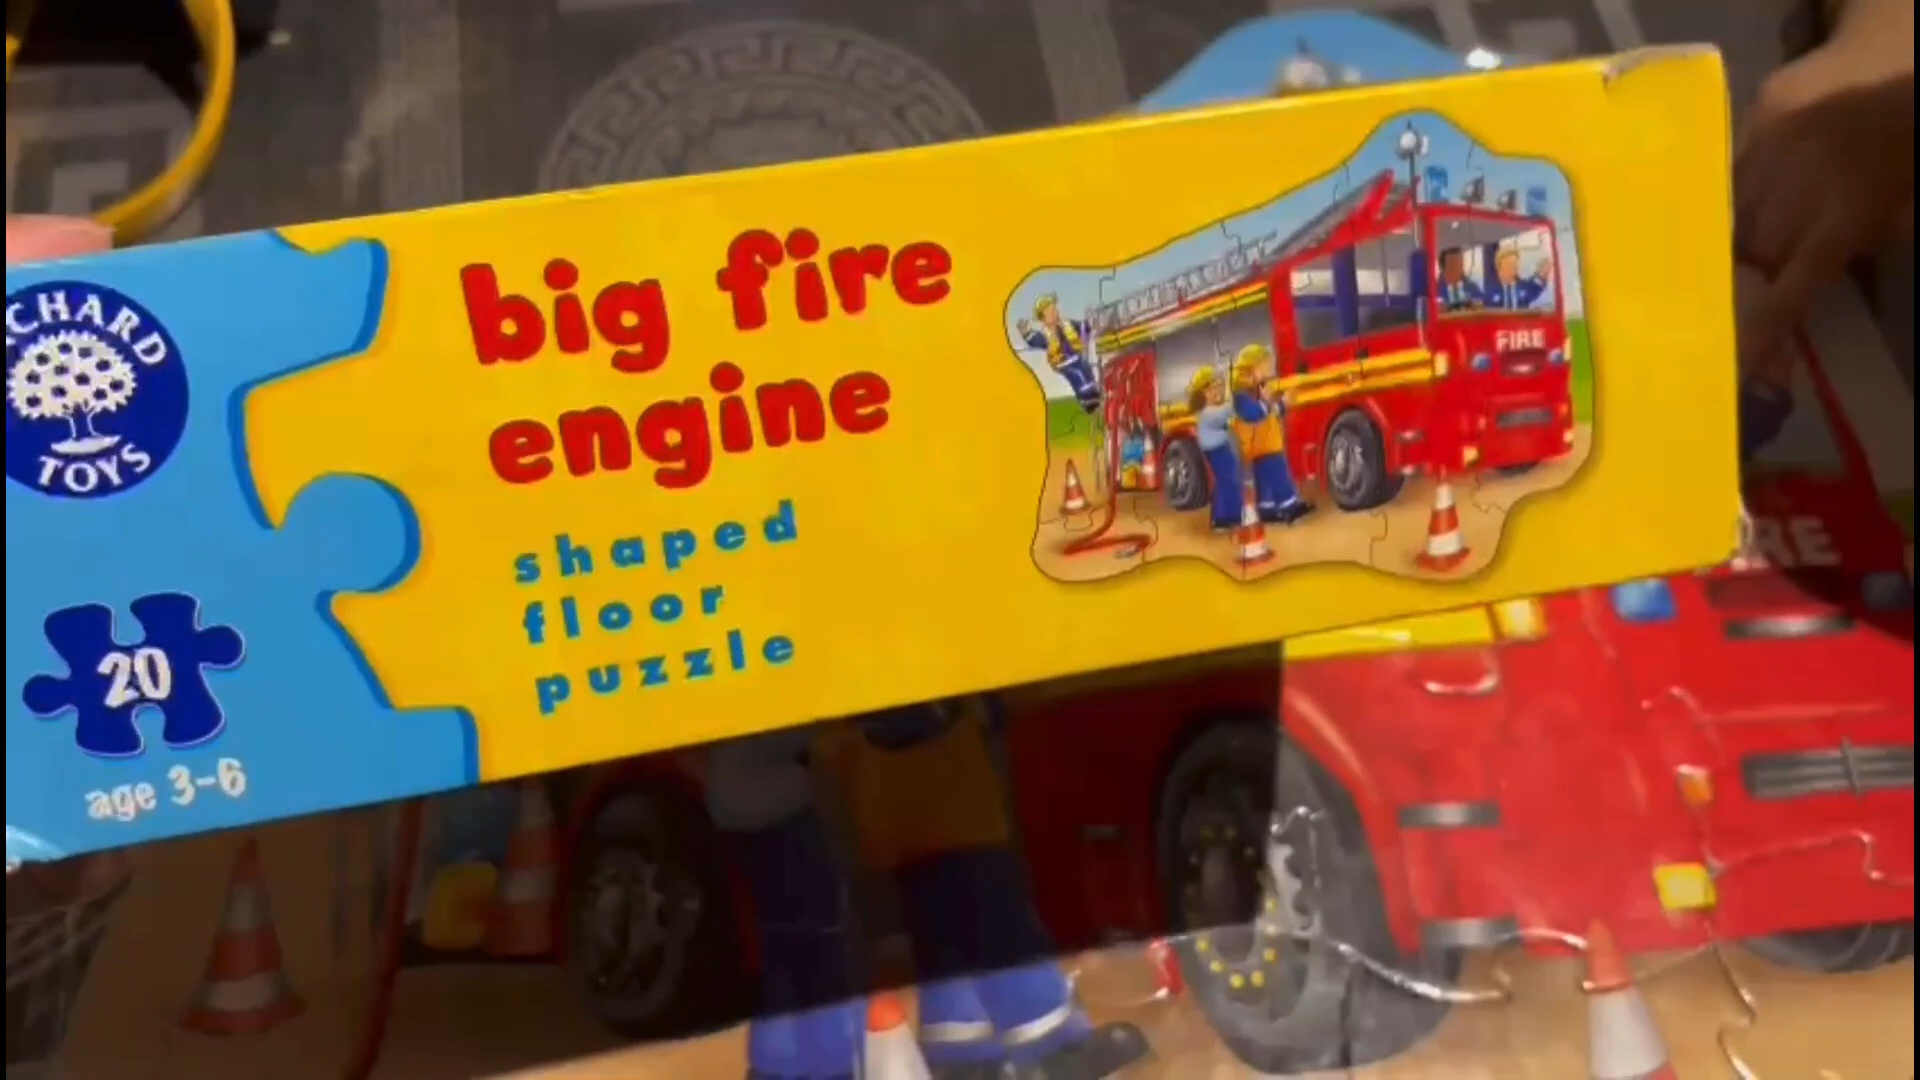 CHARD
TOYS
20
age 3-6
big fire
engine
shaped
floor
puzzle
FIRE